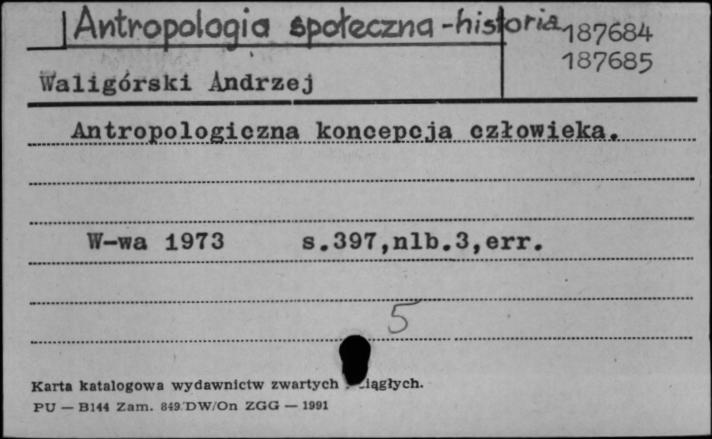 Antropologia społeczna-historia
187684
187685
Waligórski Andrzej
Antropologiczna koncepcja człowieka.
W-wa 1973 s.397,nlb.3,err.
5
Karta katalogowa wydawnictw zwartych
PU — B144 Zam. 849 DW/On ZGG — 1991